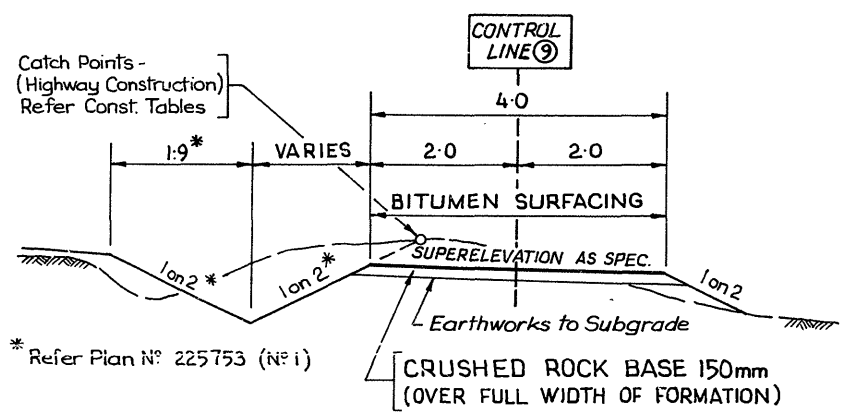 CONTROL
LINE ⑨
Catch Points -
(Highway Construction)
Refer Const. Tables
4·0
1·9*
VARIES
2·0
2·0
BITUMEN SURFACING
SUPERELEVATION AS SPEC.
1 on 2 *
1 on 2*
1 on 2
Earthworks to Subgrade
* Refer Plan Nº 225753 (Nº 1)
CRUSHED ROCK BASE 150mm
(OVER FULL WIDTH OF FORMATION)